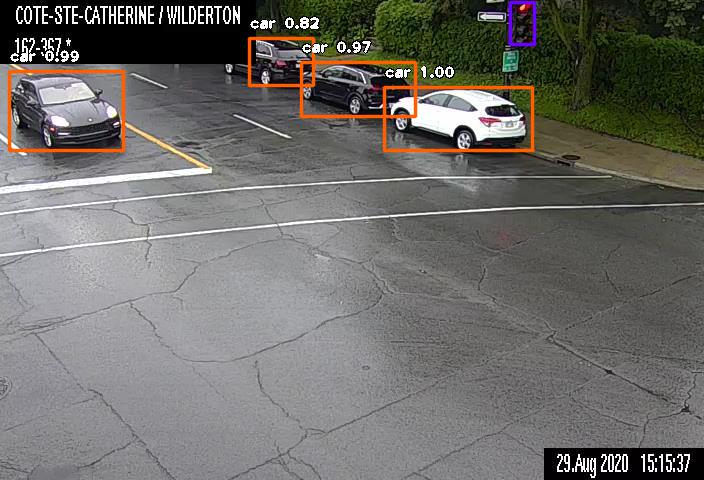 COTE-STE-CATHERINE / WILDERTON
162-367 *
car 0.82
car 0.97
car 0.99
car 1.00
29.Aug 2020 15:15:37